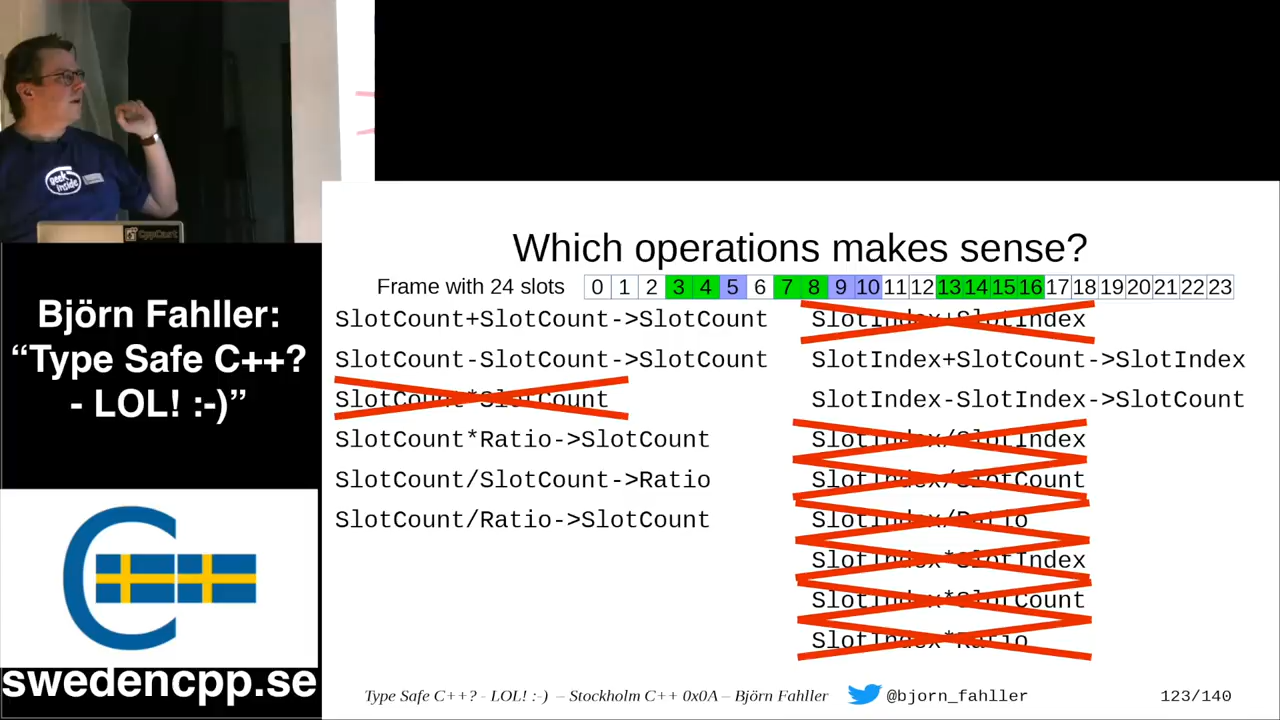 geek
inside
CppCast
Björn Fahller:
“Type Safe C++?
- LOL! :-)”
swedencpp.se
Which operations makes sense?
Frame with 24 slots 0 1 2 3 4 5 6 7 8 9 10 11 12 13 14 15 16 17 18 19 20 21 22 23
SlotCount+SlotCount->SlotCount
SlotCount-SlotCount->SlotCount
SlotCount*SlotCount
SlotCount*Ratio->SlotCount
SlotCount/SlotCount->Ratio
SlotCount/Ratio->SlotCount
SlotIndex+SlotIndex
SlotIndex+SlotCount->SlotIndex
SlotIndex-SlotIndex->SlotCount
SlotIndex/SlotIndex
SlotIndex/SlotCount
SlotIndex/Ratio
SlotIndex*SlotIndex
SlotIndex*SlotCount
SlotIndex*Ratio
Type Safe C++? - LOL! :-) – Stockholm C++ 0x0A – Björn Fahller @bjorn_fahller 123/140